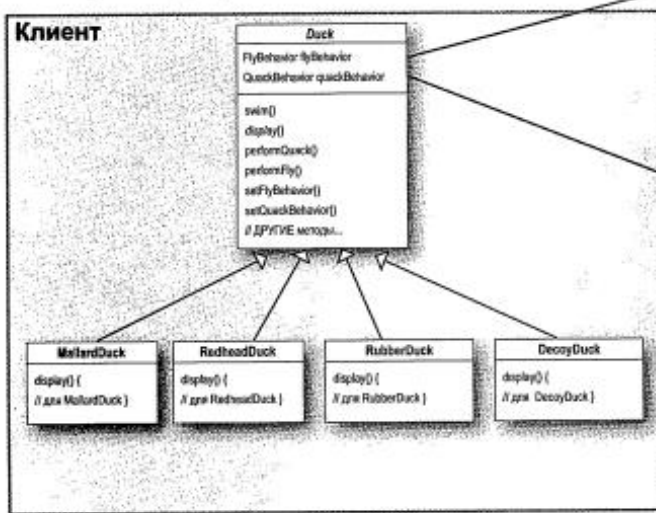 Клиент
Duck
FlyBehavior flyBehavior
QuackBehavior quackBehavior
swim()
display()
performQuack()
performFly()
setFlyBehavior()
setQuackBehavior()
// ДРУГИЕ методы...
MallardDuck
display() {
// для MallardDuck }
RedheadDuck
display() {
// для RedheadDuck }
RubberDuck
display() {
// для RubberDuck }
DecoyDuck
display() {
// для DecoyDuck }